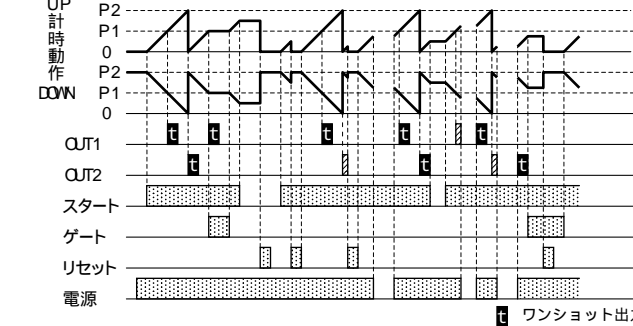 UP
計時動作
DOWN
P2
P1
0
P2
P1
0
OUT1
t t t t t
OUT2
t t t
スタート
ゲート
リセット
電源
t ワンショット出